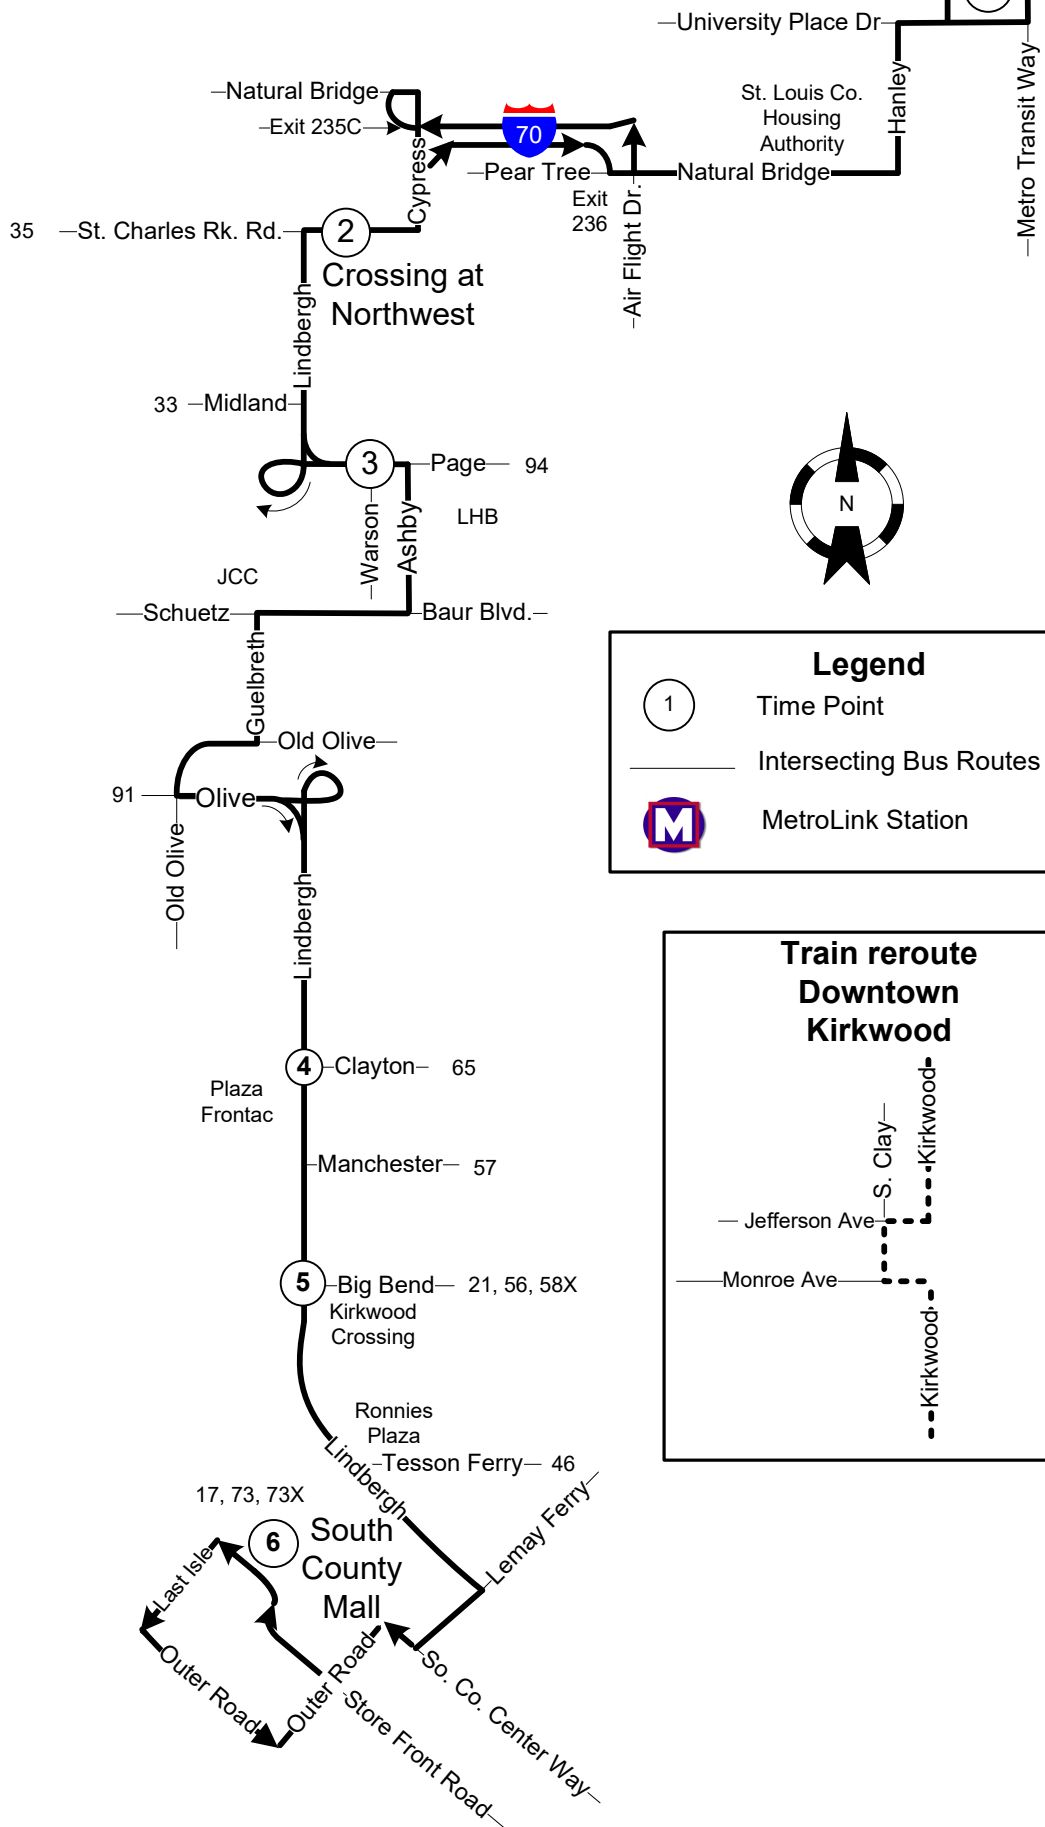 University Place Dr
Metro Transit Way
Hanley
St. Louis Co.
Housing
Authority
Natural Bridge
Exit 235C
70
Cypress
Pear Tree
Natural Bridge
Exit
236
Air Flight Dr.
35
St. Charles Rk. Rd.
2
Crossing at
Northwest
Lindbergh
33
Midland
3
Page
94
Warson
Ashby
LHB
N
JCC
Schuetz
Baur Blvd.
Guelbreth
Old Olive
91
Olive
Old Olive
Lindbergh
Legend
1
Time Point
Intersecting Bus Routes
M
MetroLink Station
4
Clayton
65
Plaza
Frontac
Manchester
57
5
Big Bend
21, 56, 58X
Kirkwood
Crossing
Ronnies
Plaza
Lindbergh
Tesson Ferry
46
Lemay Ferry
17, 73, 73X
6
South
County
Mall
Last Isle
Outer Road
Outer Road
So. Co. Center Way
Store Front Road
Train reroute
Downtown
Kirkwood
Kirkwood
S. Clay
Jefferson Ave
Monroe Ave
Kirkwood